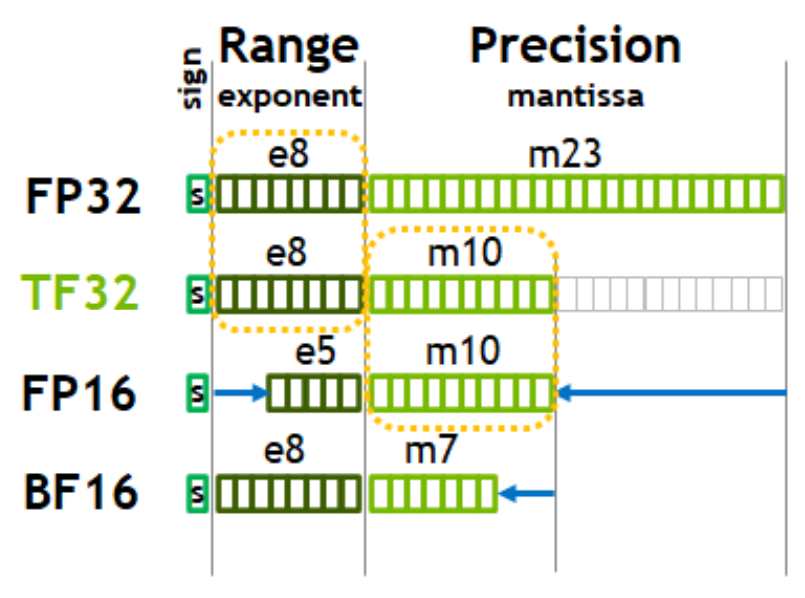 sign
Range Precision
exponent mantissa
e8 m23
FP32 s
e8 m10
TF32 s
e5 m10
FP16 s
e8 m7
BF16 s